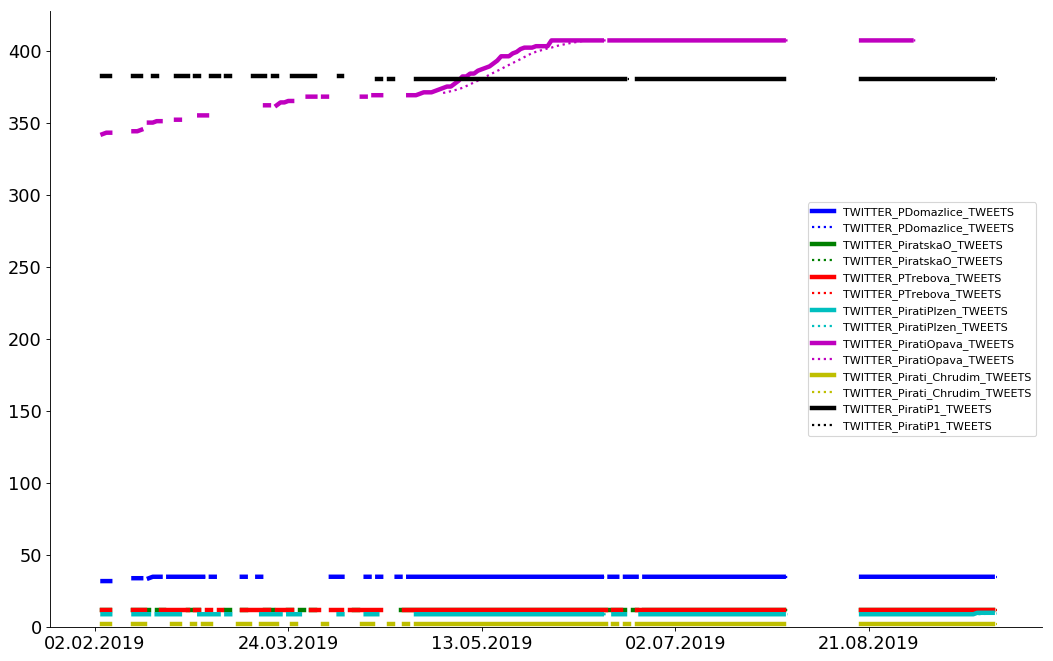 400
350
300
250
200
150
100
50
0
02.02.2019
24.03.2019
13.05.2019
02.07.2019
21.08.2019
TWITTER_PDomazlice_TWEETS
TWITTER_PDomazlice_TWEETS
TWITTER_PiratskaO_TWEETS
TWITTER_PiratskaO_TWEETS
TWITTER_PTrebova_TWEETS
TWITTER_PTrebova_TWEETS
TWITTER_PiratiPlzen_TWEETS
TWITTER_PiratiPlzen_TWEETS
TWITTER_PiratiOpava_TWEETS
TWITTER_PiratiOpava_TWEETS
TWITTER_Pirati_Chrudim_TWEETS
TWITTER_Pirati_Chrudim_TWEETS
TWITTER_PiratiP1_TWEETS
TWITTER_PiratiP1_TWEETS